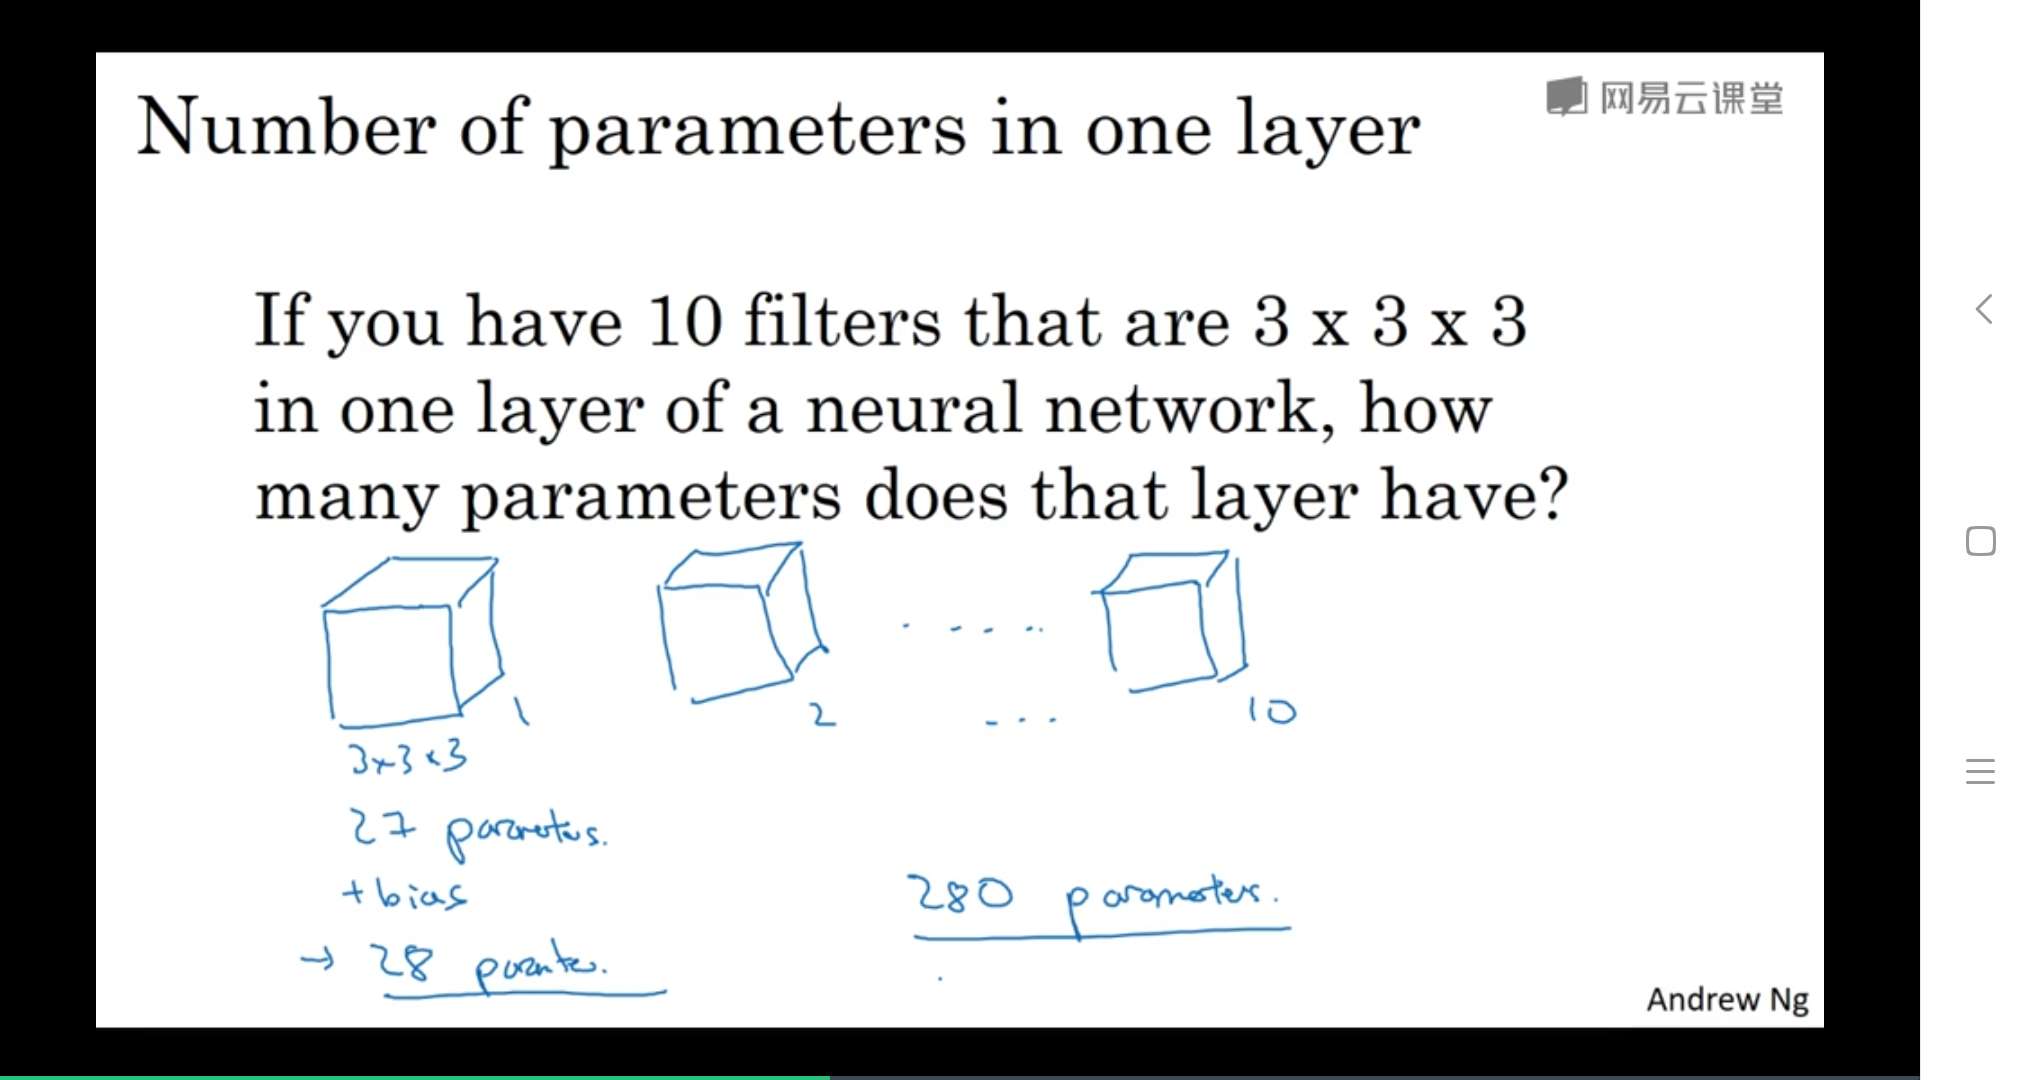 Number of parameters in one layer
网易云课堂
If you have 10 filters that are 3 x 3 x 3
in one layer of a neural network, how
many parameters does that layer have?
1
2
10
3x3x3
27 parameters.
+ bias
280 parameters.
→ 28
Andrew Ng